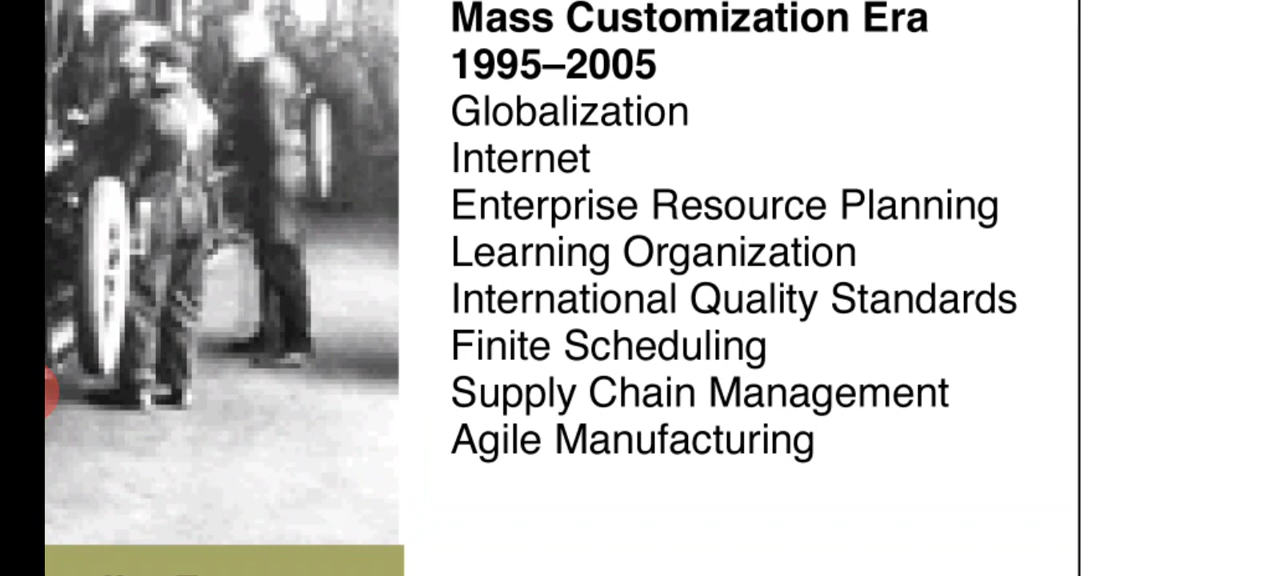 Mass Customization Era
1995–2005
Globalization
Internet
Enterprise Resource Planning
Learning Organization
International Quality Standards
Finite Scheduling
Supply Chain Management
Agile Manufacturing